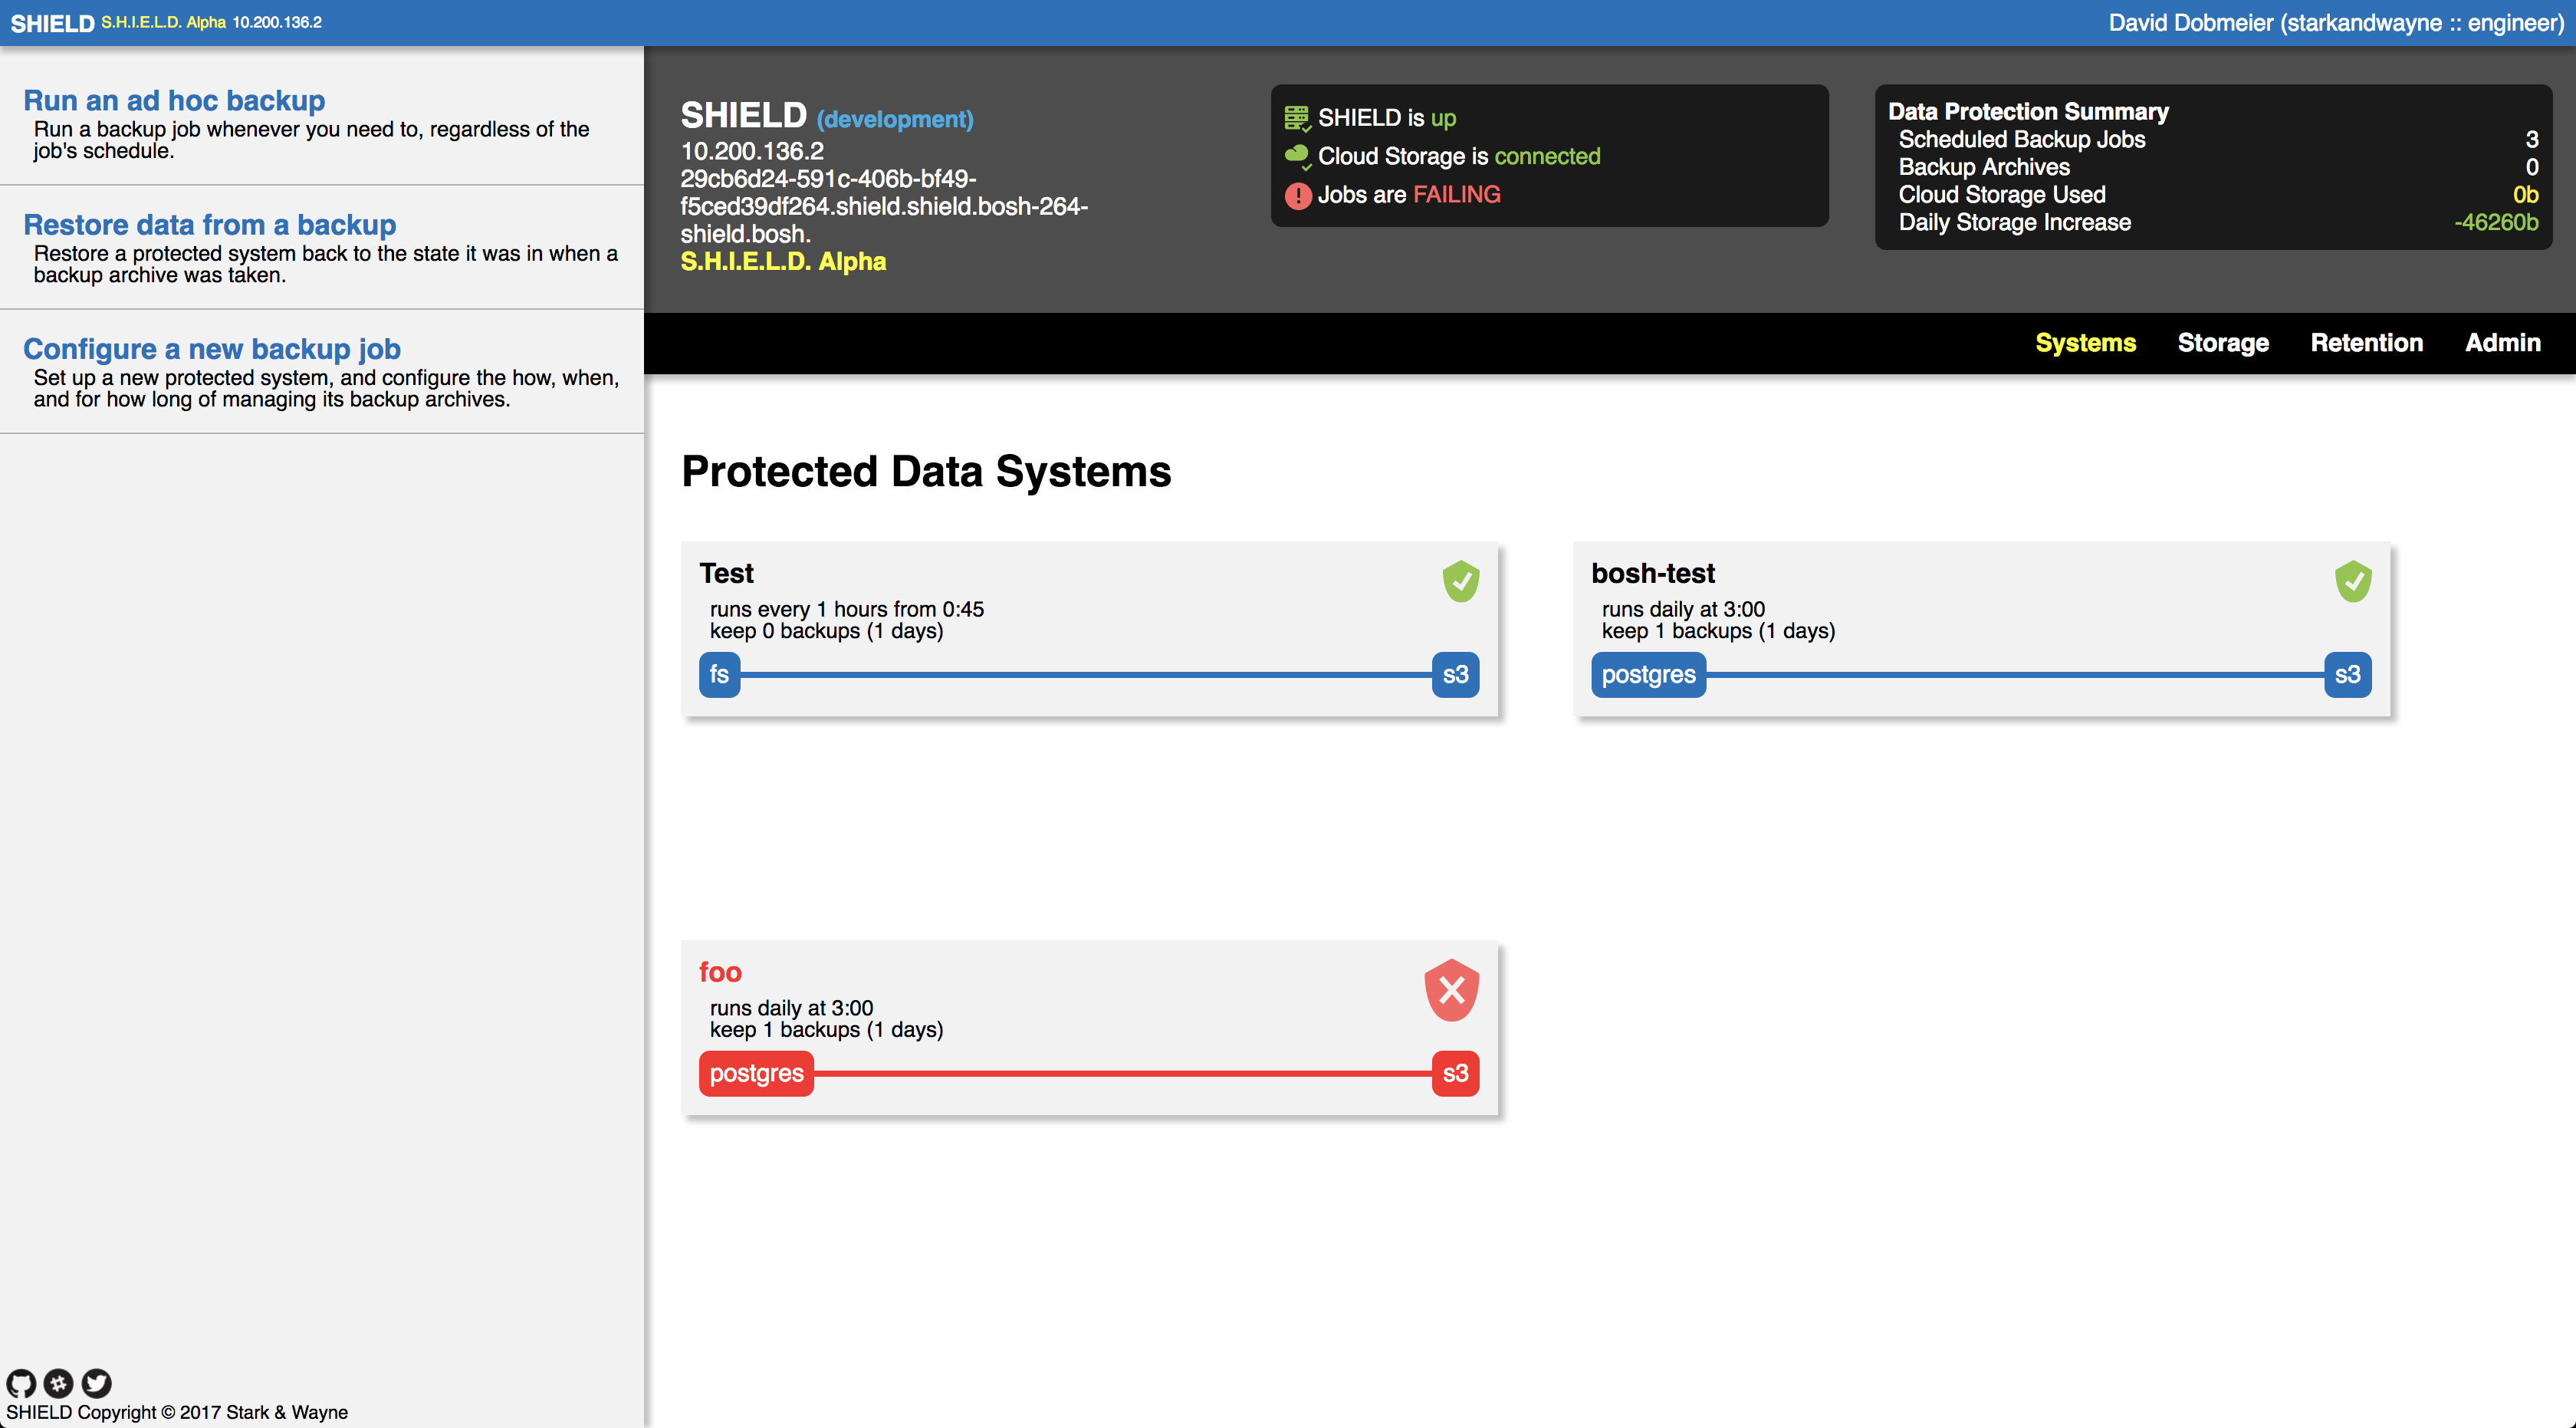 SHIELD S.H.I.E.L.D. Alpha 10.200.136.2
David Dobmeier (starkandwayne :: engineer)
Run an ad hoc backup
Run a backup job whenever you need to, regardless of the
job's schedule.
Restore data from a backup
Restore a protected system back to the state it was in when a
backup archive was taken.
Configure a new backup job
Set up a new protected system, and configure the how, when,
and for how long of managing its backup archives.
SHIELD (development)
10.200.136.2
29cb6d24-591c-406b-bf49-
f5ced39df264.shield.shield.bosh-264-
shield.bosh.
S.H.I.E.L.D. Alpha
SHIELD is up
Cloud Storage is connected
Jobs are FAILING
Data Protection Summary
Scheduled Backup Jobs 3
Backup Archives 0
Cloud Storage Used 0b
Daily Storage Increase -46260b
Systems Storage Retention Admin
Protected Data Systems
Test
runs every 1 hours from 0:45
keep 0 backups (1 days)
fs s3
bosh-test
runs daily at 3:00
keep 1 backups (1 days)
postgres s3
foo
runs daily at 3:00
keep 1 backups (1 days)
postgres s3
SHIELD Copyright © 2017 Stark & Wayne